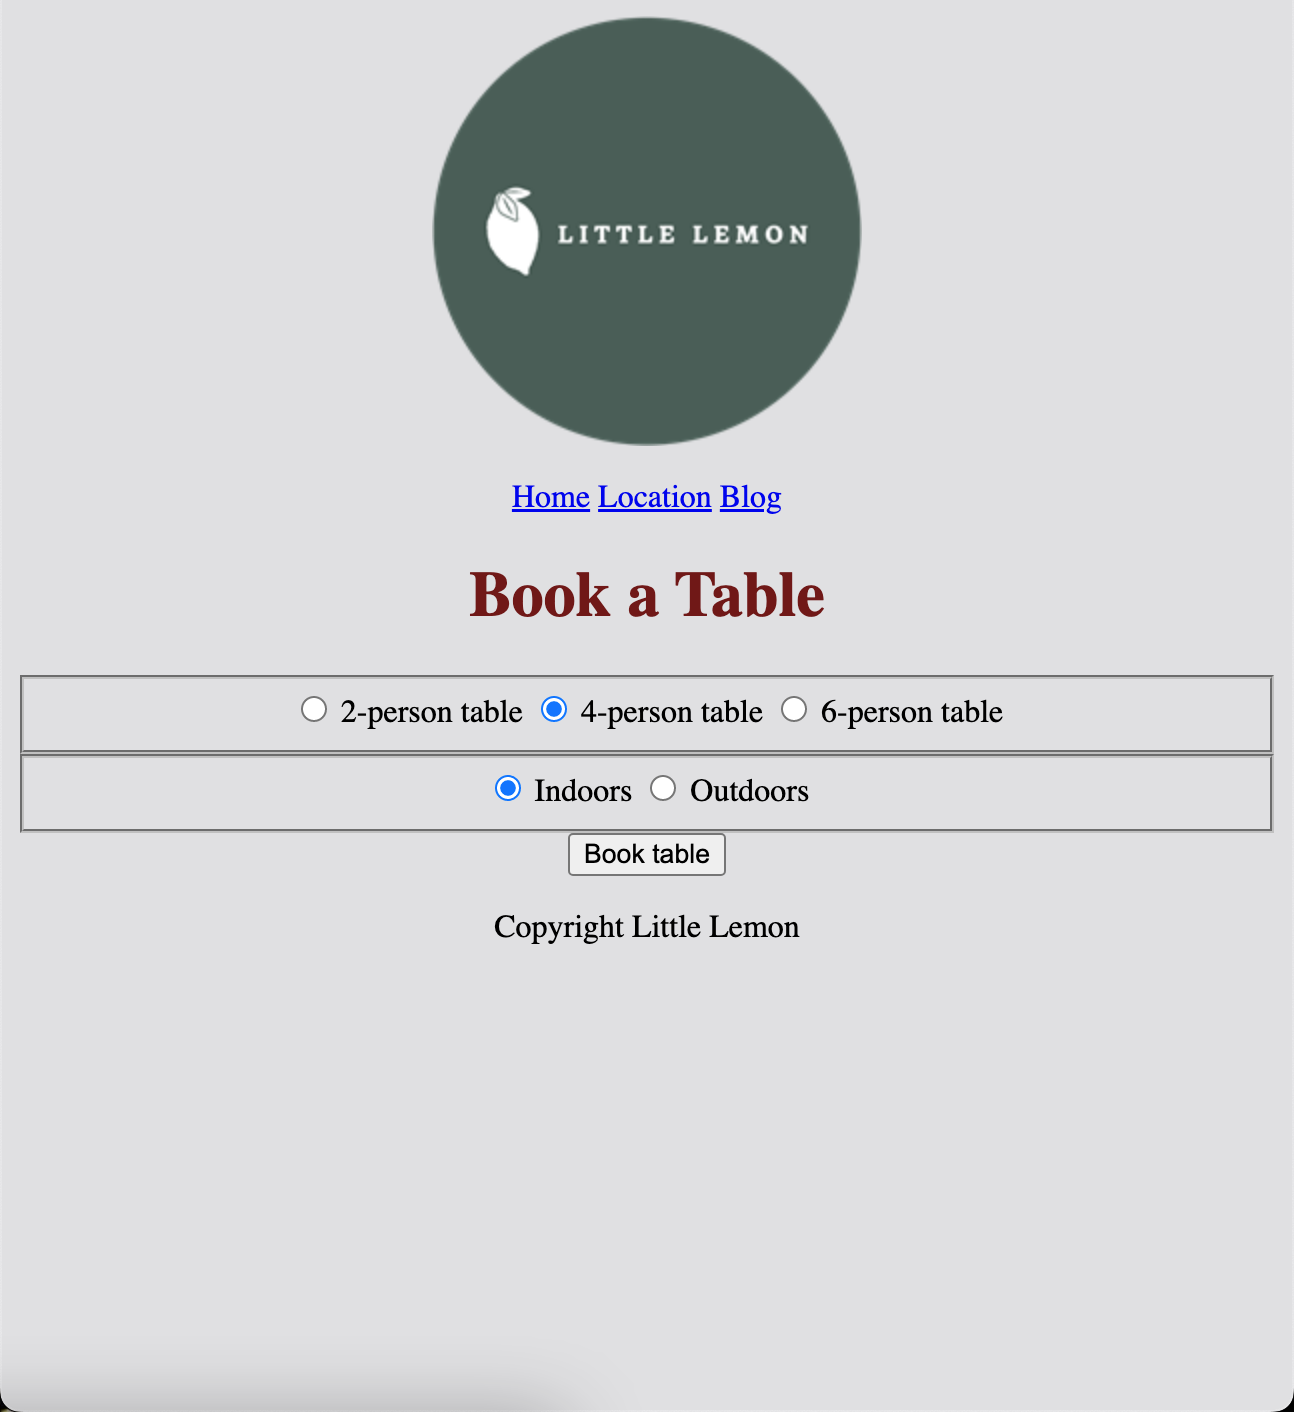 LITTLE LEMON
Home Location Blog
Book a Table
2-person table 4-person table 6-person table
Indoors Outdoors
Book table
Copyright Little Lemon